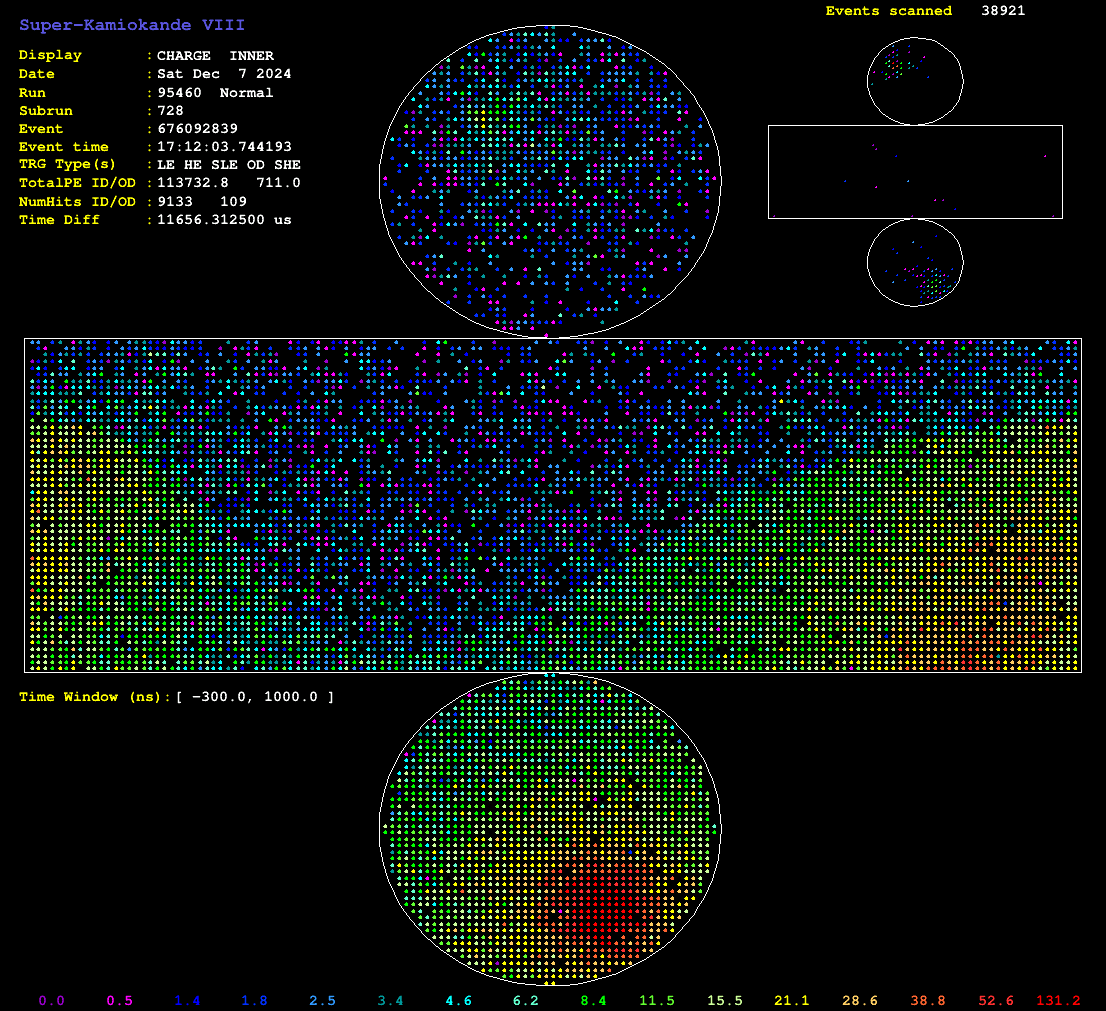 Super-Kamiokande VIII
Events scanned 38921
Display : CHARGE INNER
Date : Sat Dec 7 2024
Run : 95460 Normal
Subrun : 728
Event : 676092839
Event time : 17:12:03.744193
TRG Type(s) : LE HE SLE OD SHE
TotalPE ID/OD : 113732.8 711.0
NumHits ID/OD : 9133 109
Time Diff : 11656.312500 us
Time Window (ns):[ -300.0, 1000.0 ]
0.0 0.5 1.4 1.8 2.5 3.4 4.6 6.2 8.4 11.5 15.5 21.1 28.6 38.8 52.6 131.2